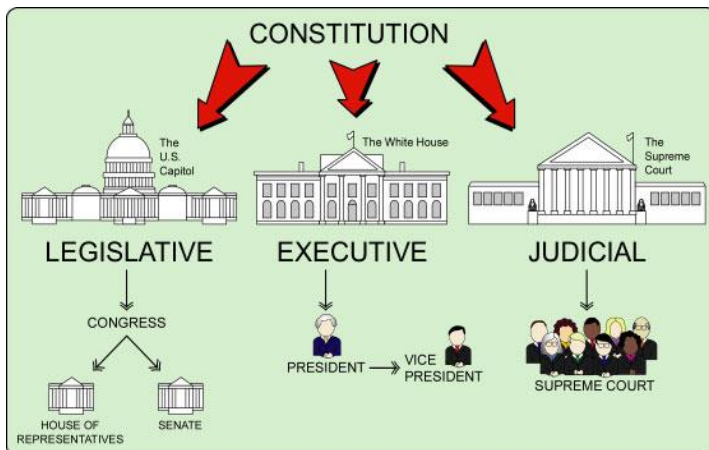 CONSTITUTION
The
U.S.
Capitol
The White House
The
Supreme
Court
LEGISLATIVE
EXECUTIVE
JUDICIAL
CONGRESS
PRESIDENT
VICE
PRESIDENT
SUPREME COURT
HOUSE OF
REPRESENTATIVES
SENATE